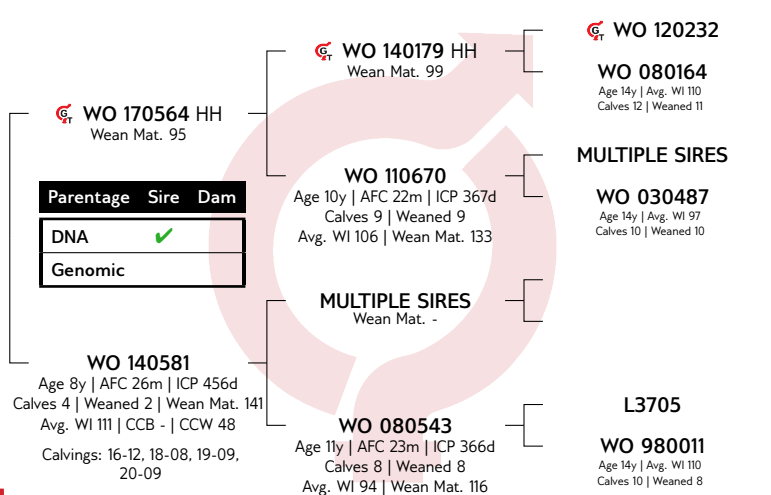 WO 170564 HH
Wean Mat. 95
Parentage Sire Dam
DNA ✔
Genomic
WO 140581
Age 8y | AFC 26m | ICP 456d
Calves 4 | Weaned 2 | Wean Mat. 141
Avg. WI 111 | CCB - | CCW 48
Calvings: 16-12, 18-08, 19-09,
20-09
WO 140179 HH
Wean Mat. 99
WO 110670
Age 10y | AFC 22m | ICP 367d
Calves 9 | Weaned 9
Avg. WI 106 | Wean Mat. 133
MULTIPLE SIRES
Wean Mat. -
WO 080543
Age 11y | AFC 23m | ICP 366d
Calves 8 | Weaned 8
Avg. WI 94 | Wean Mat. 116
WO 120232
WO 080164
Age 14y | Avg. WI 110
Calves 12 | Weaned 11
MULTIPLE SIRES
WO 030487
Age 14y | Avg. WI 97
Calves 10 | Weaned 10
L3705
WO 980011
Age 14y | Avg. WI 110
Calves 10 | Weaned 8